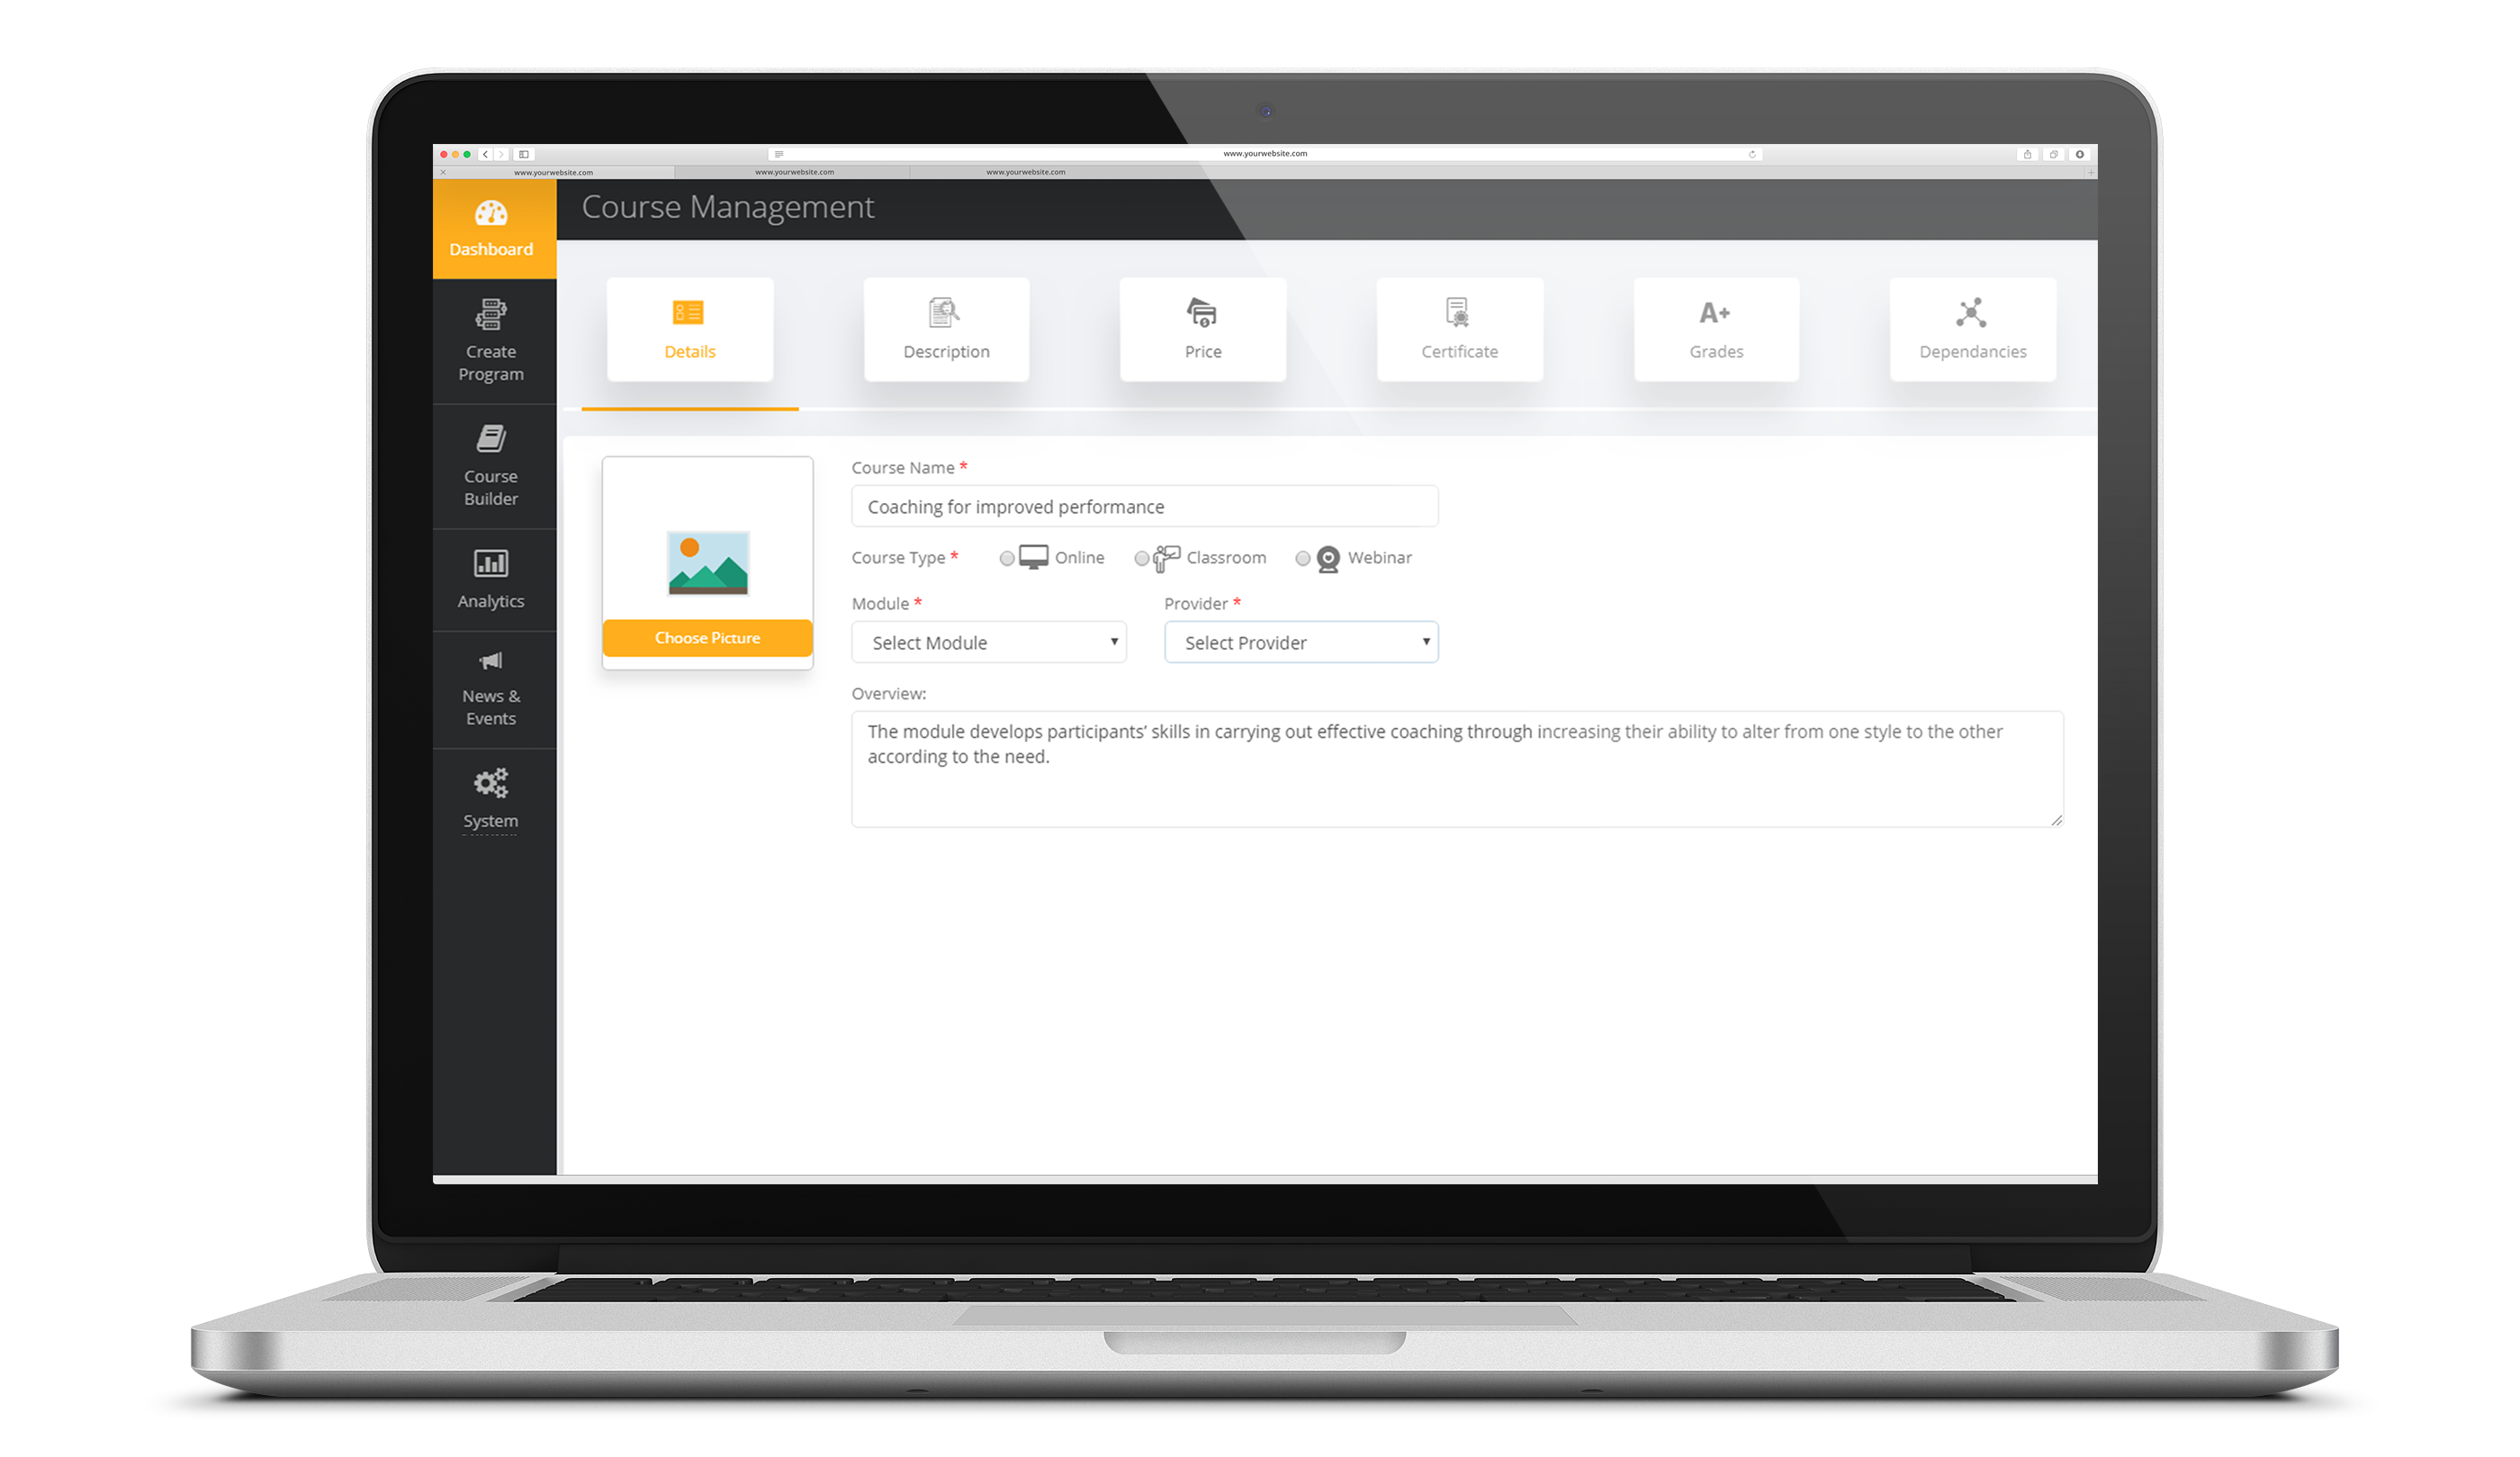 www.yourwebsite.com
www.yourwebsite.com
www.yourwebsite.com
www.yourwebsite.com
Dashboard
Create
Program
Course
Builder
Analytics
News &
Events
System
Course Management
Details
Description
Price
Certificate
A+
Grades
Dependancies
Choose Picture
Course Name *
Coaching for improved performance
Course Type * Online Classroom Webinar
Module * Provider *
Select Module Select Provider
Overview:
The module develops participants’ skills in carrying out effective coaching through increasing their ability to alter from one style to the other
according to the need.